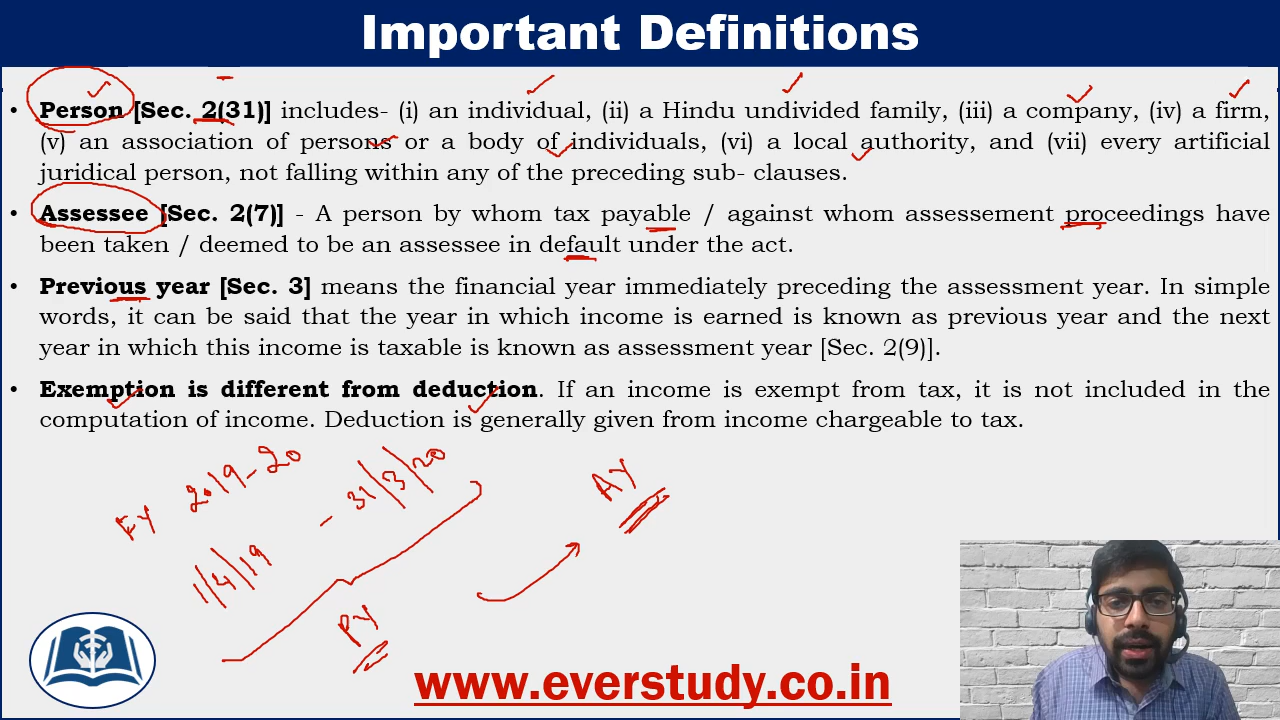 Important Definitions
• Person [Sec. 2(31)] includes- (i) an individual, (ii) a Hindu undivided family, (iii) a company, (iv) a firm,
(v) an association of persons or a body of individuals, (vi) a local authority, and (vii) every artificial
juridical person, not falling within any of the preceding sub- clauses.
• Assessee [Sec. 2(7)] - A person by whom tax payable / against whom assessement proceedings have
been taken / deemed to be an assessee in default under the act.
• Previous year [Sec. 3] means the financial year immediately preceding the assessment year. In simple
words, it can be said that the year in which income is earned is known as previous year and the next
year in which this income is taxable is known as assessment year [Sec. 2(9)].
• Exemption is different from deduction. If an income is exempt from tax, it is not included in the
computation of income. Deduction is generally given from income chargeable to tax.
FY 2019-20
1/4/19 - 31/3/20
PY
AY
www.everstudy.co.in